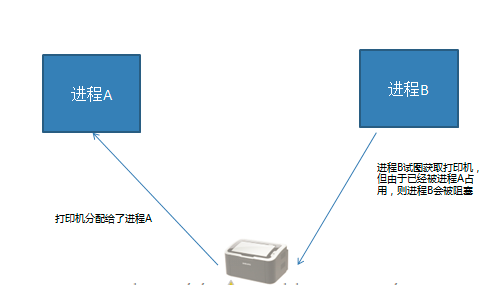 进程A
进程B
进程B试图获取打印机，
但由于已经被进程A占
用，则进程B会被阻塞
打印机分配给了进程A